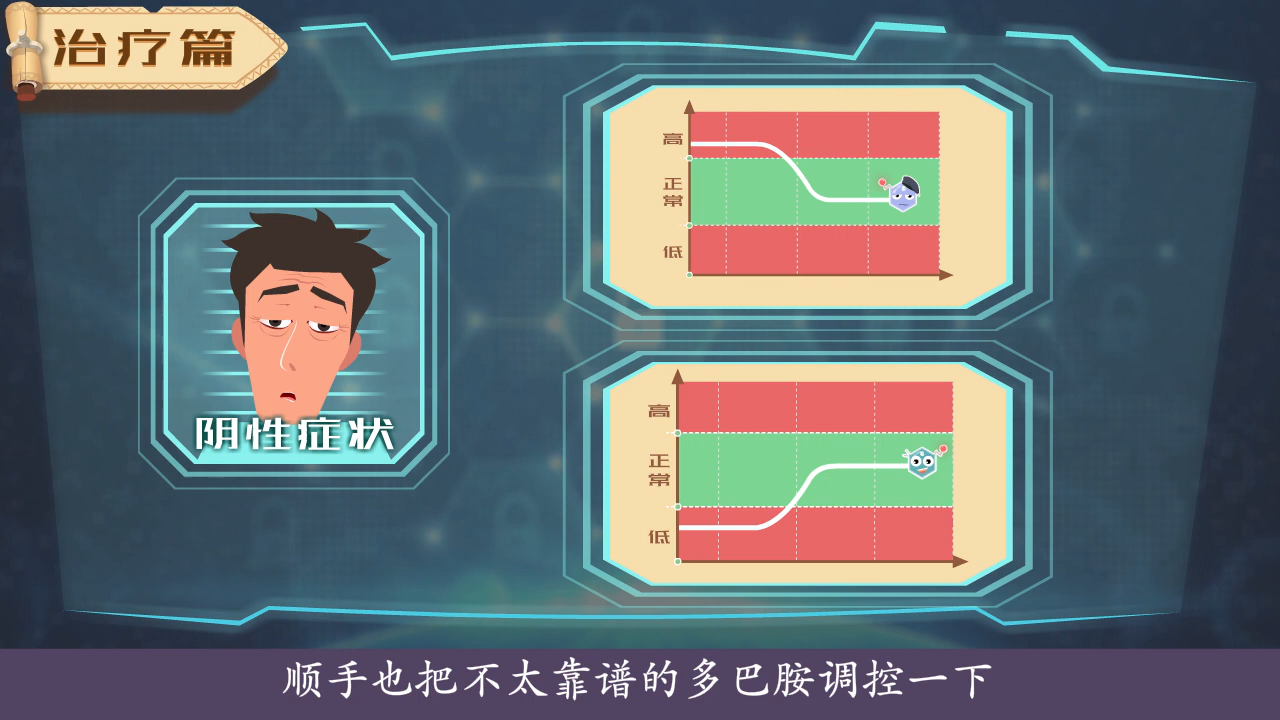 治疗篇
阴性症状
高
正常
低
高
正常
低
顺手也把不太靠谱的多巴胺调控一下